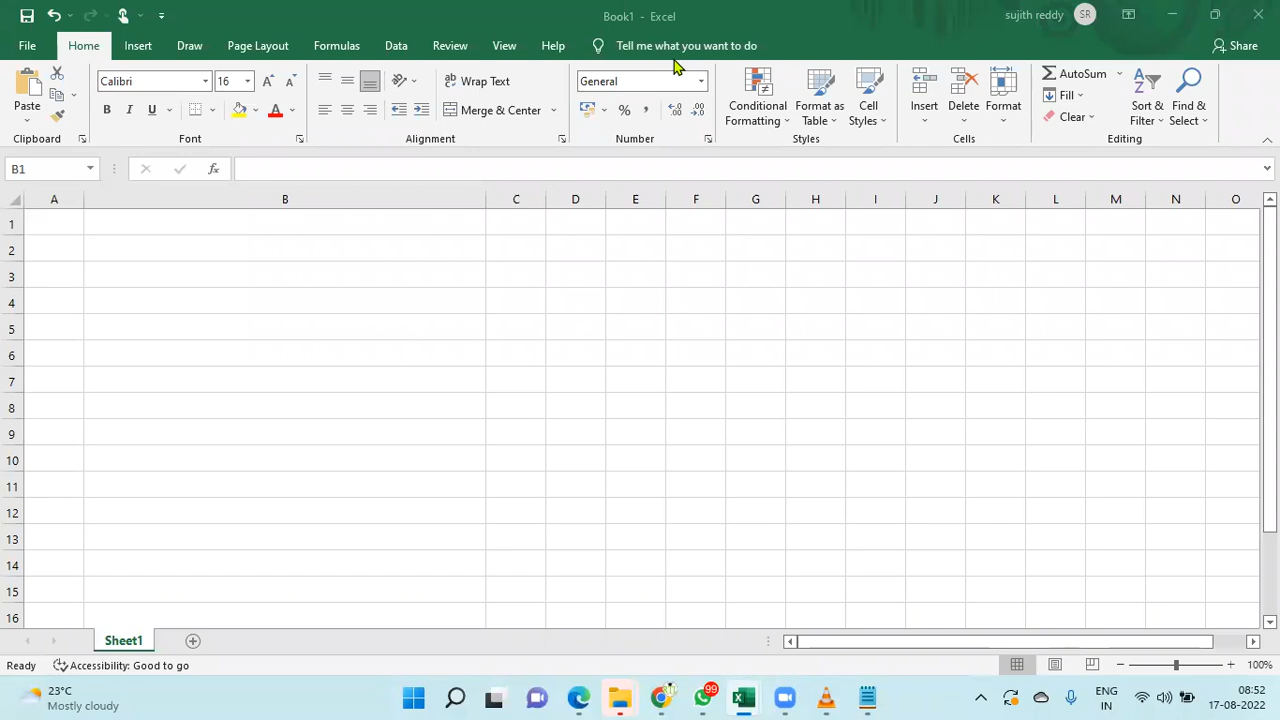 Book1 - Excel
sujith reddy SR
File Home Insert Draw Page Layout Formulas Data Review View Help Tell me what you want to do Share
Paste
Calibri 16 A A
B I U A
ab Wrap Text
Merge & Center
General
% , .00 .0
Conditional Formatting
Format as Table
Cell Styles
Insert Delete Format
AutoSum
Fill
Clear
Sort & Filter
Find & Select
Clipboard Font Alignment Number Styles Cells Editing
B1 fx
A B C D E F G H I J K L M N O
1
2
3
4
5
6
7
8
9
10
11
12
13
14
15
16
Sheet1
Ready Accessibility: Good to go 100%
23°C
Mostly cloudy
99
ENG
IN
08:52
17-08-2022